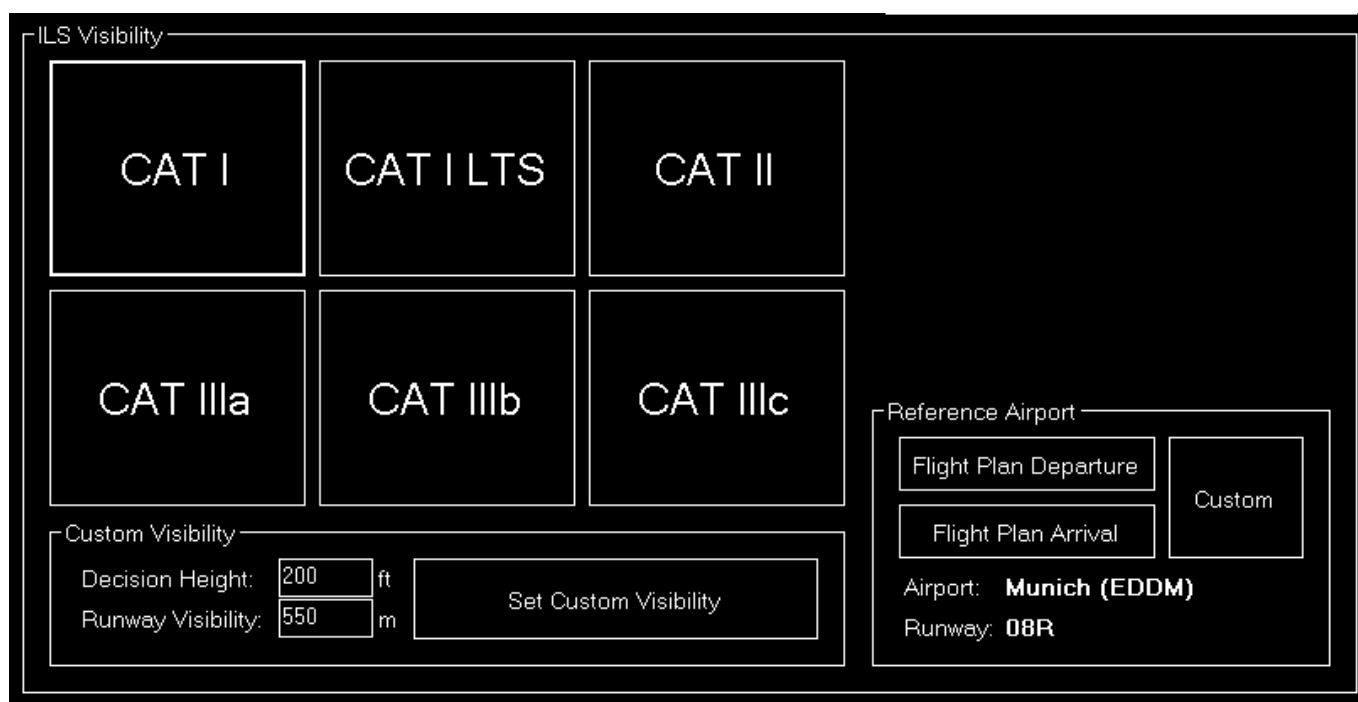 ILS Visibility
CAT I
CAT I LTS
CAT II
CAT IIIa
CAT IIIb
CAT IIIc
Custom Visibility
Decision Height: 200 ft
Runway Visibility: 550 m
Set Custom Visibility
Reference Airport
Flight Plan Departure
Flight Plan Arrival
Custom
Airport: Munich (EDDM)
Runway: 08R